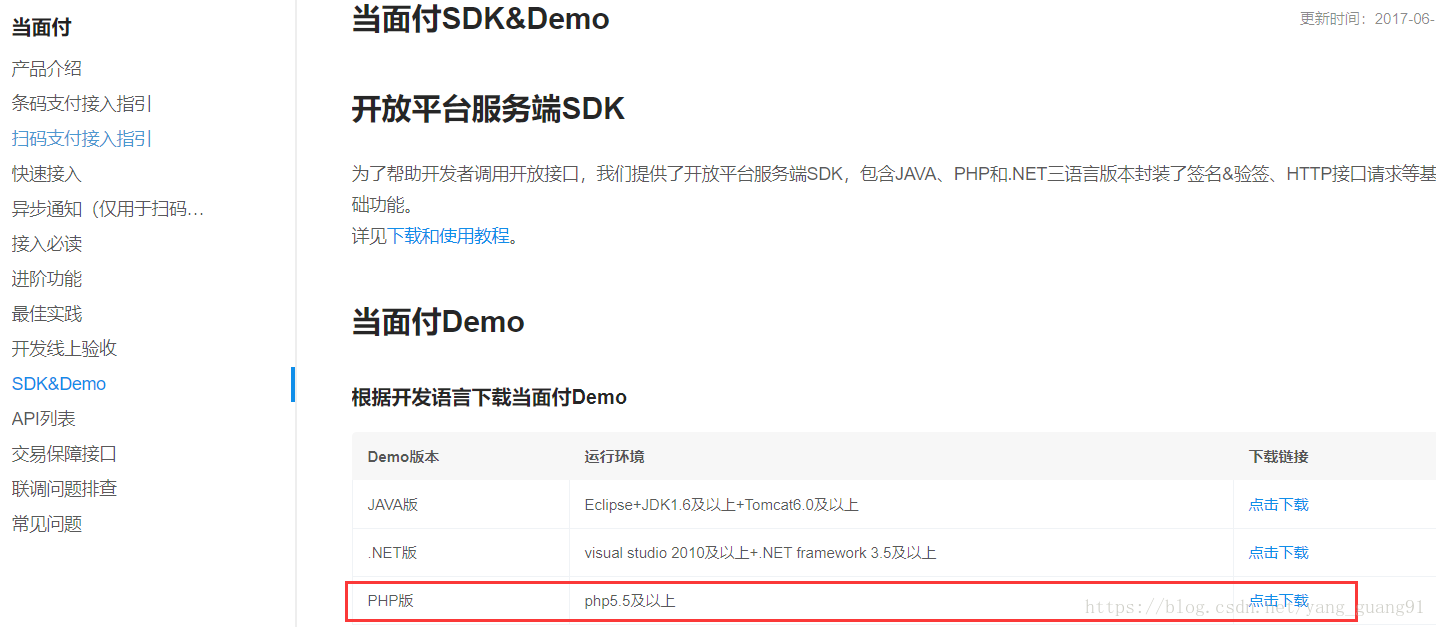 当面付
产品介绍
条码支付接入指引
扫码支付接入指引
快速接入
异步通知（仅用于扫码…
接入必读
进阶功能
最佳实践
开发线上验收
SDK&Demo
API列表
交易保障接口
联调问题排查
常见问题
当面付SDK&Demo
更新时间：2017-06-
开放平台服务端SDK
为了帮助开发者调用开放接口，我们提供了开放平台服务端SDK，包含JAVA、PHP和.NET三语言版本封装了签名&验签、HTTP接口请求等基
础功能。
详见下载和使用教程。
当面付Demo
根据开发语言下载当面付Demo
Demo版本 运行环境 下载链接
JAVA版 Eclipse+JDK1.6及以上+Tomcat6.0及以上 点击下载
.NET版 visual studio 2010及以上+.NET framework 3.5及以上 点击下载
PHP版 php5.5及以上 点击下载
https://blog.csdn.net/yang_guang91